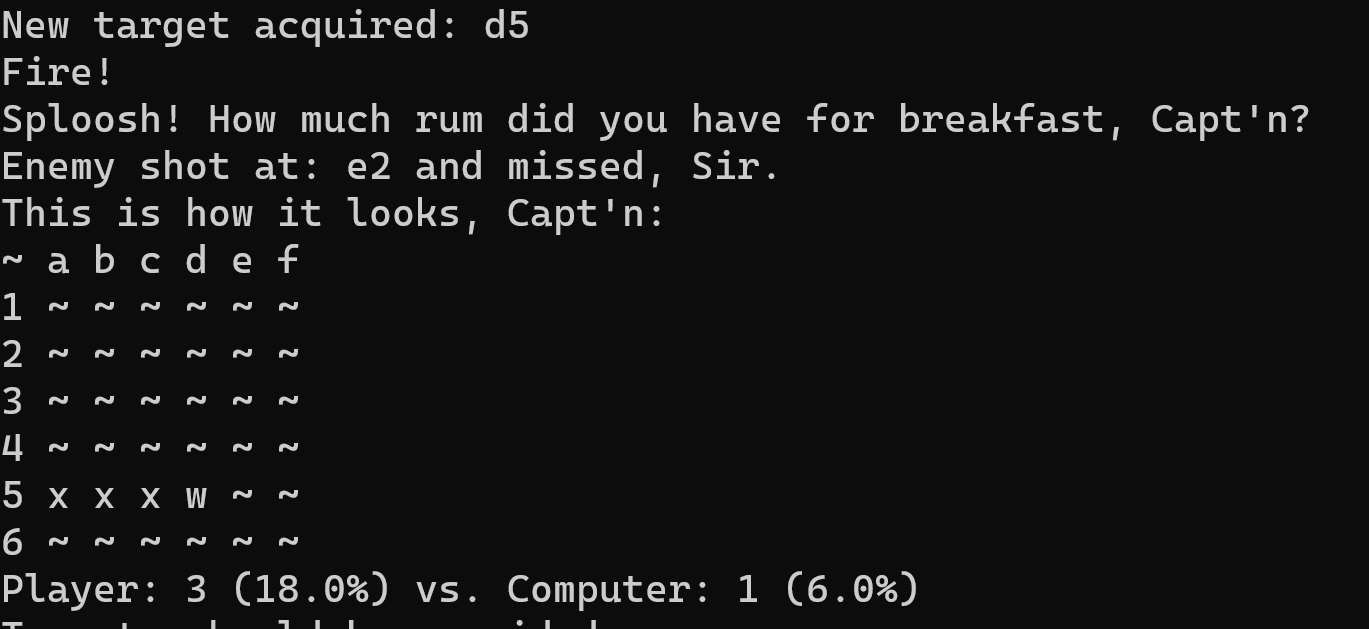 New target acquired: d5
Fire!
Sploosh! How much rum did you have for breakfast, Capt'n?
Enemy shot at: e2 and missed, Sir.
This is how it looks, Capt'n:
~ a b c d e f
1 ~ ~ ~ ~ ~ ~
2 ~ ~ ~ ~ ~ ~
3 ~ ~ ~ ~ ~ ~
4 ~ ~ ~ ~ ~ ~
5 x x x w ~ ~
6 ~ ~ ~ ~ ~ ~
Player: 3 (18.0%) vs. Computer: 1 (6.0%)